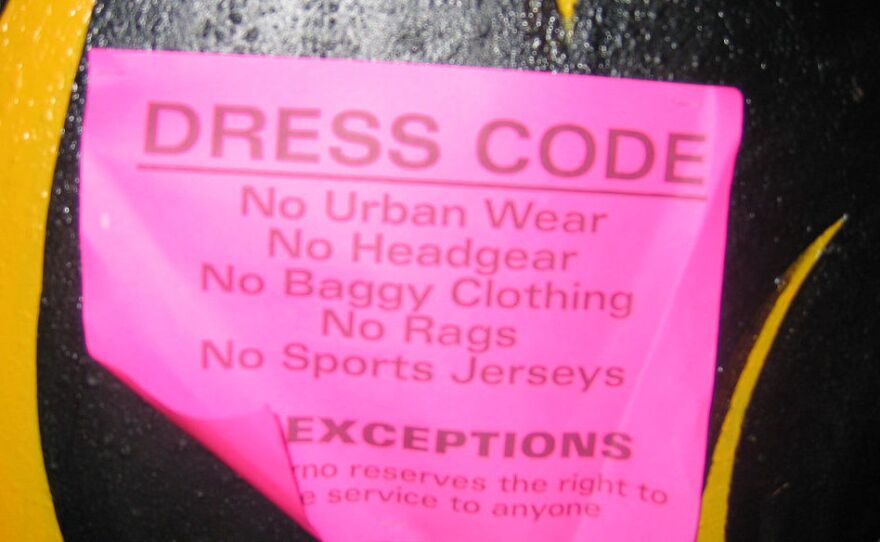 DRESS CODE
No Urban Wear
No Headgear
No Baggy Clothing
No Rags
No Sports Jerseys
EXCEPTIONS
reserves the right to
service to anyone